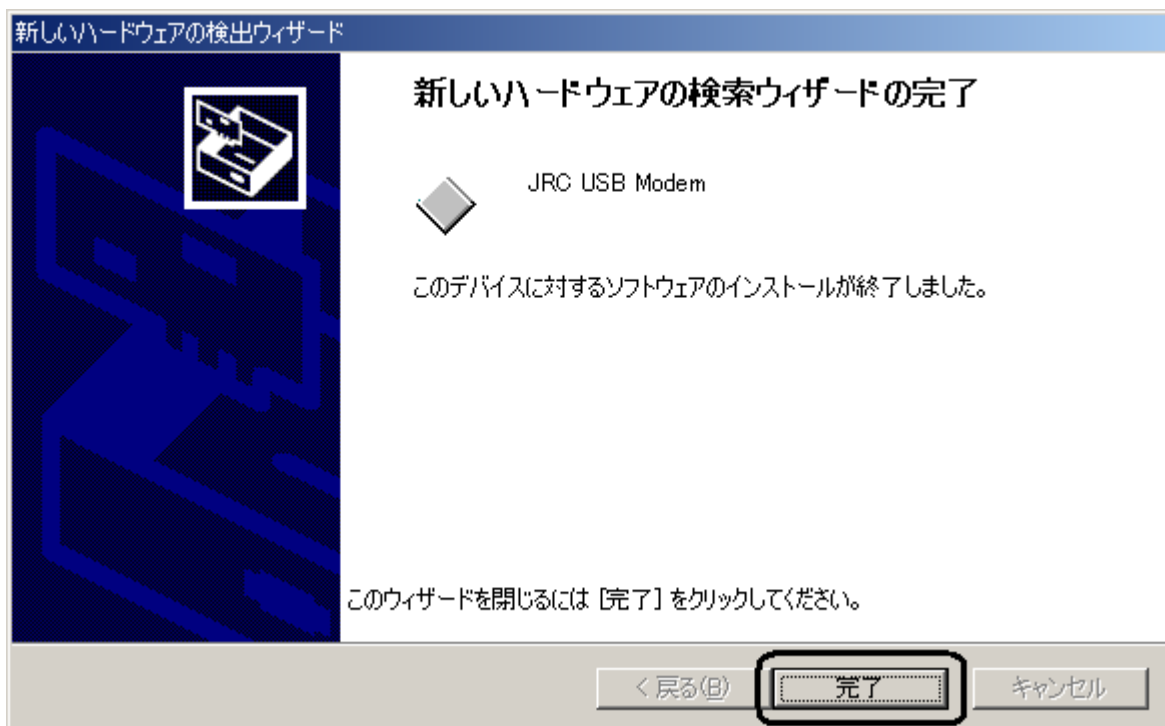 新しいハードウェアの検出ウィザード
新しいハードウェアの検索ウィザードの完了
JRC USB Modem
このデバイスに対するソフトウェアのインストールが終了しました。
このウィザードを閉じるには [完了] をクリックしてください。
< 戻る(B)
完了
キャンセル